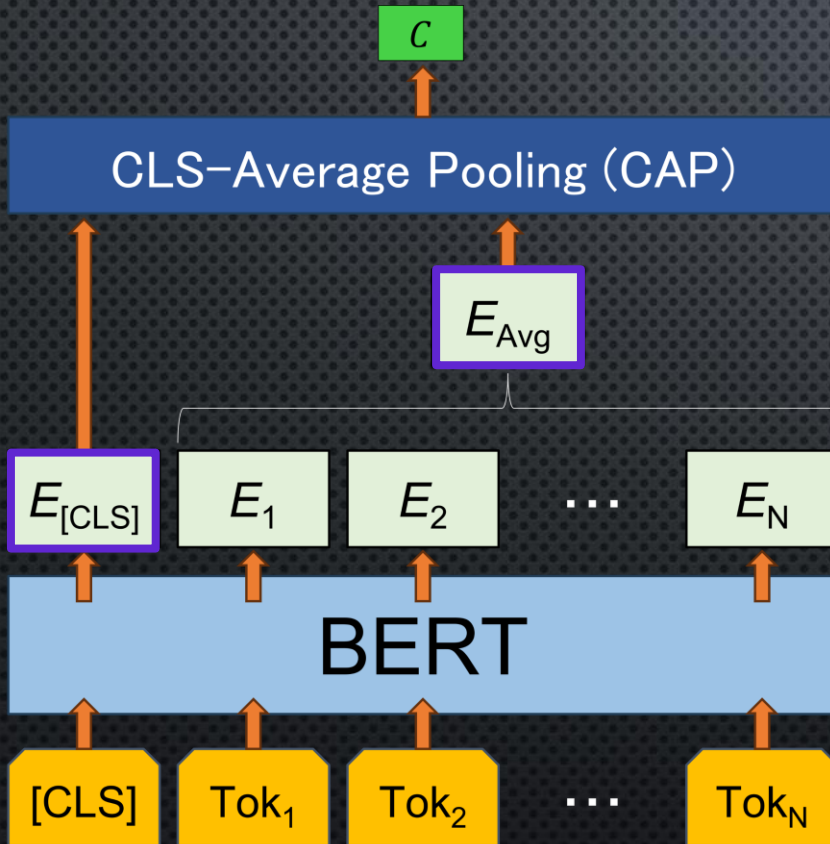 C
CLS-Average Pooling (CAP)
E_Avg
E_[CLS] E_1 E_2 ... E_N
BERT
[CLS] Tok_1 Tok_2 ... Tok_N